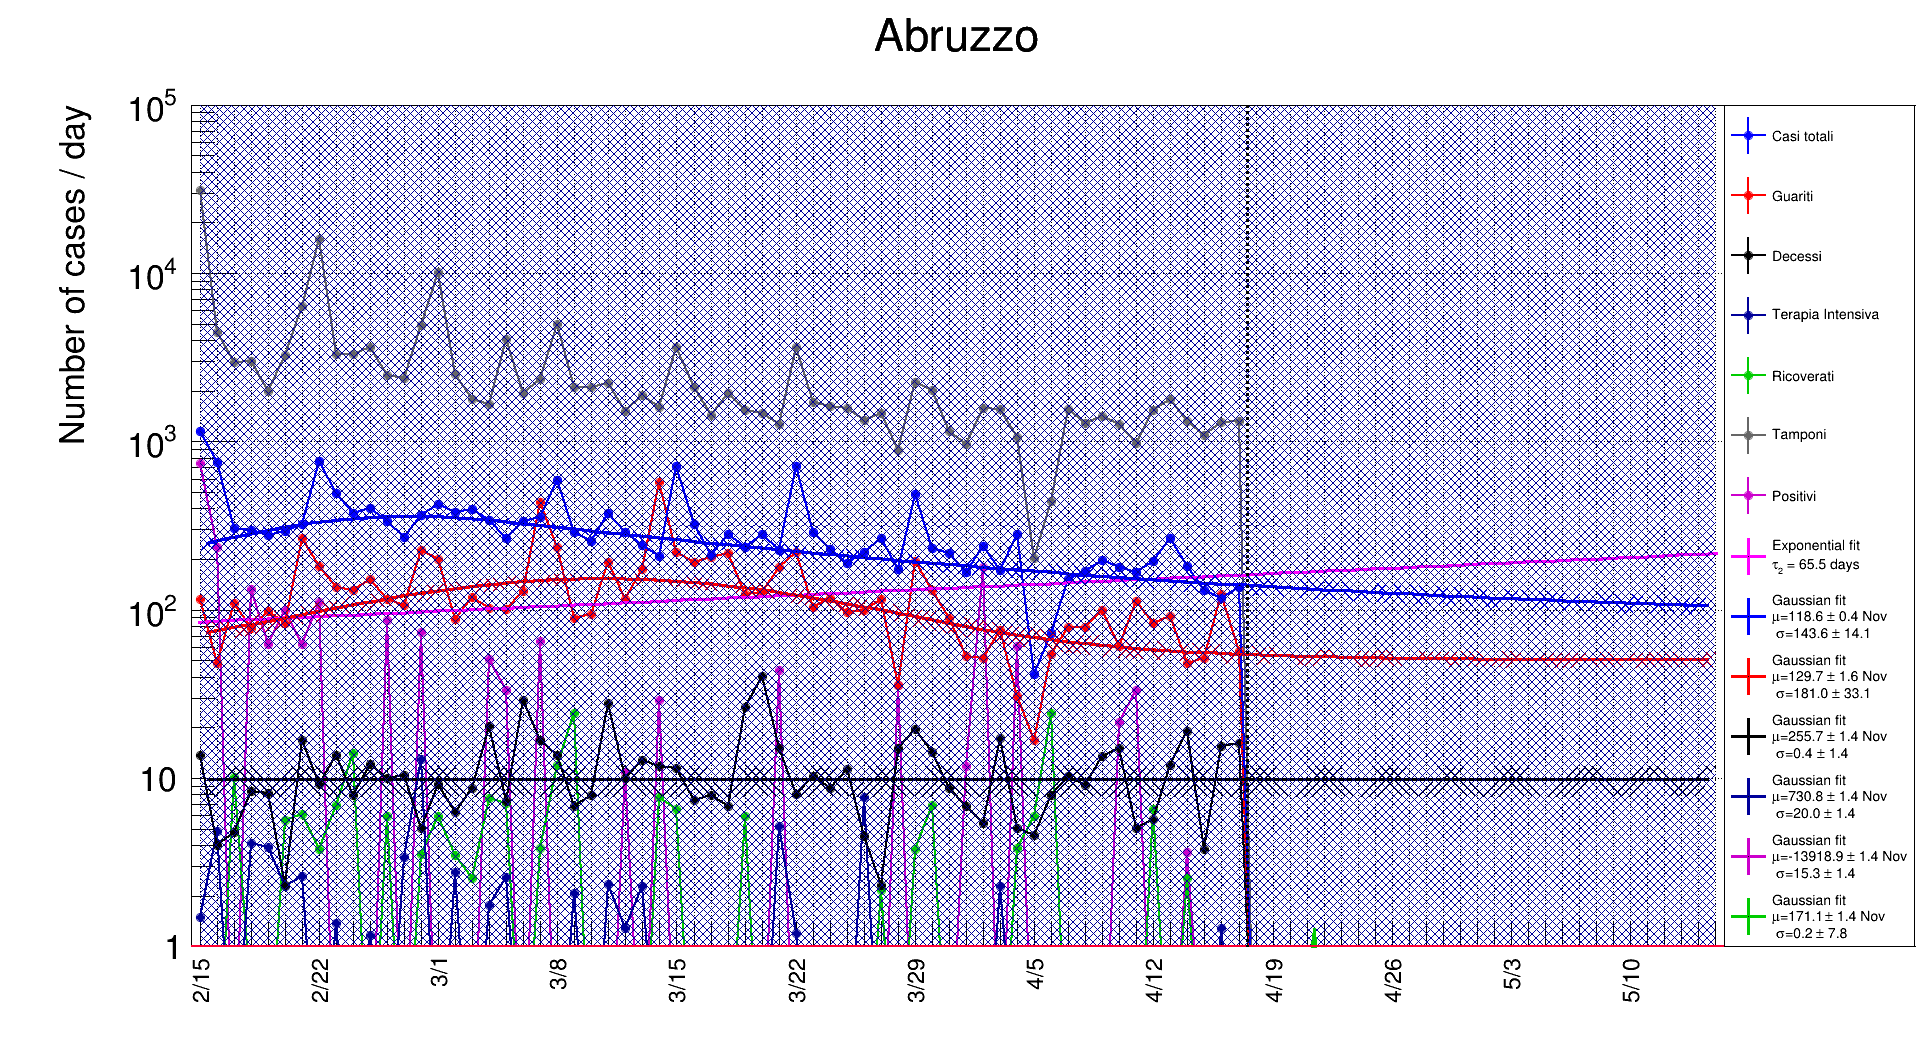 Abruzzo
Number of cases / day
10⁵
10⁴
10³
10²
10
1
2/15
2/22
3/1
3/8
3/15
3/22
3/29
4/5
4/12
4/19
4/26
5/3
5/10
Casi totali
Guariti
Decessi
Terapia Intensiva
Ricoverati
Tamponi
Positivi
Exponential fit
τ₂ = 65.5 days
Gaussian fit
μ=118.6 ± 0.4 Nov
σ=143.6 ± 14.1
Gaussian fit
μ=129.7 ± 1.6 Nov
σ=181.0 ± 33.1
Gaussian fit
μ=255.7 ± 1.4 Nov
σ=0.4 ± 1.4
Gaussian fit
μ=730.8 ± 1.4 Nov
σ=20.0 ± 1.4
Gaussian fit
μ=-13918.9 ± 1.4 Nov
σ=15.3 ± 1.4
Gaussian fit
μ=171.1 ± 1.4 Nov
σ=0.2 ± 7.8